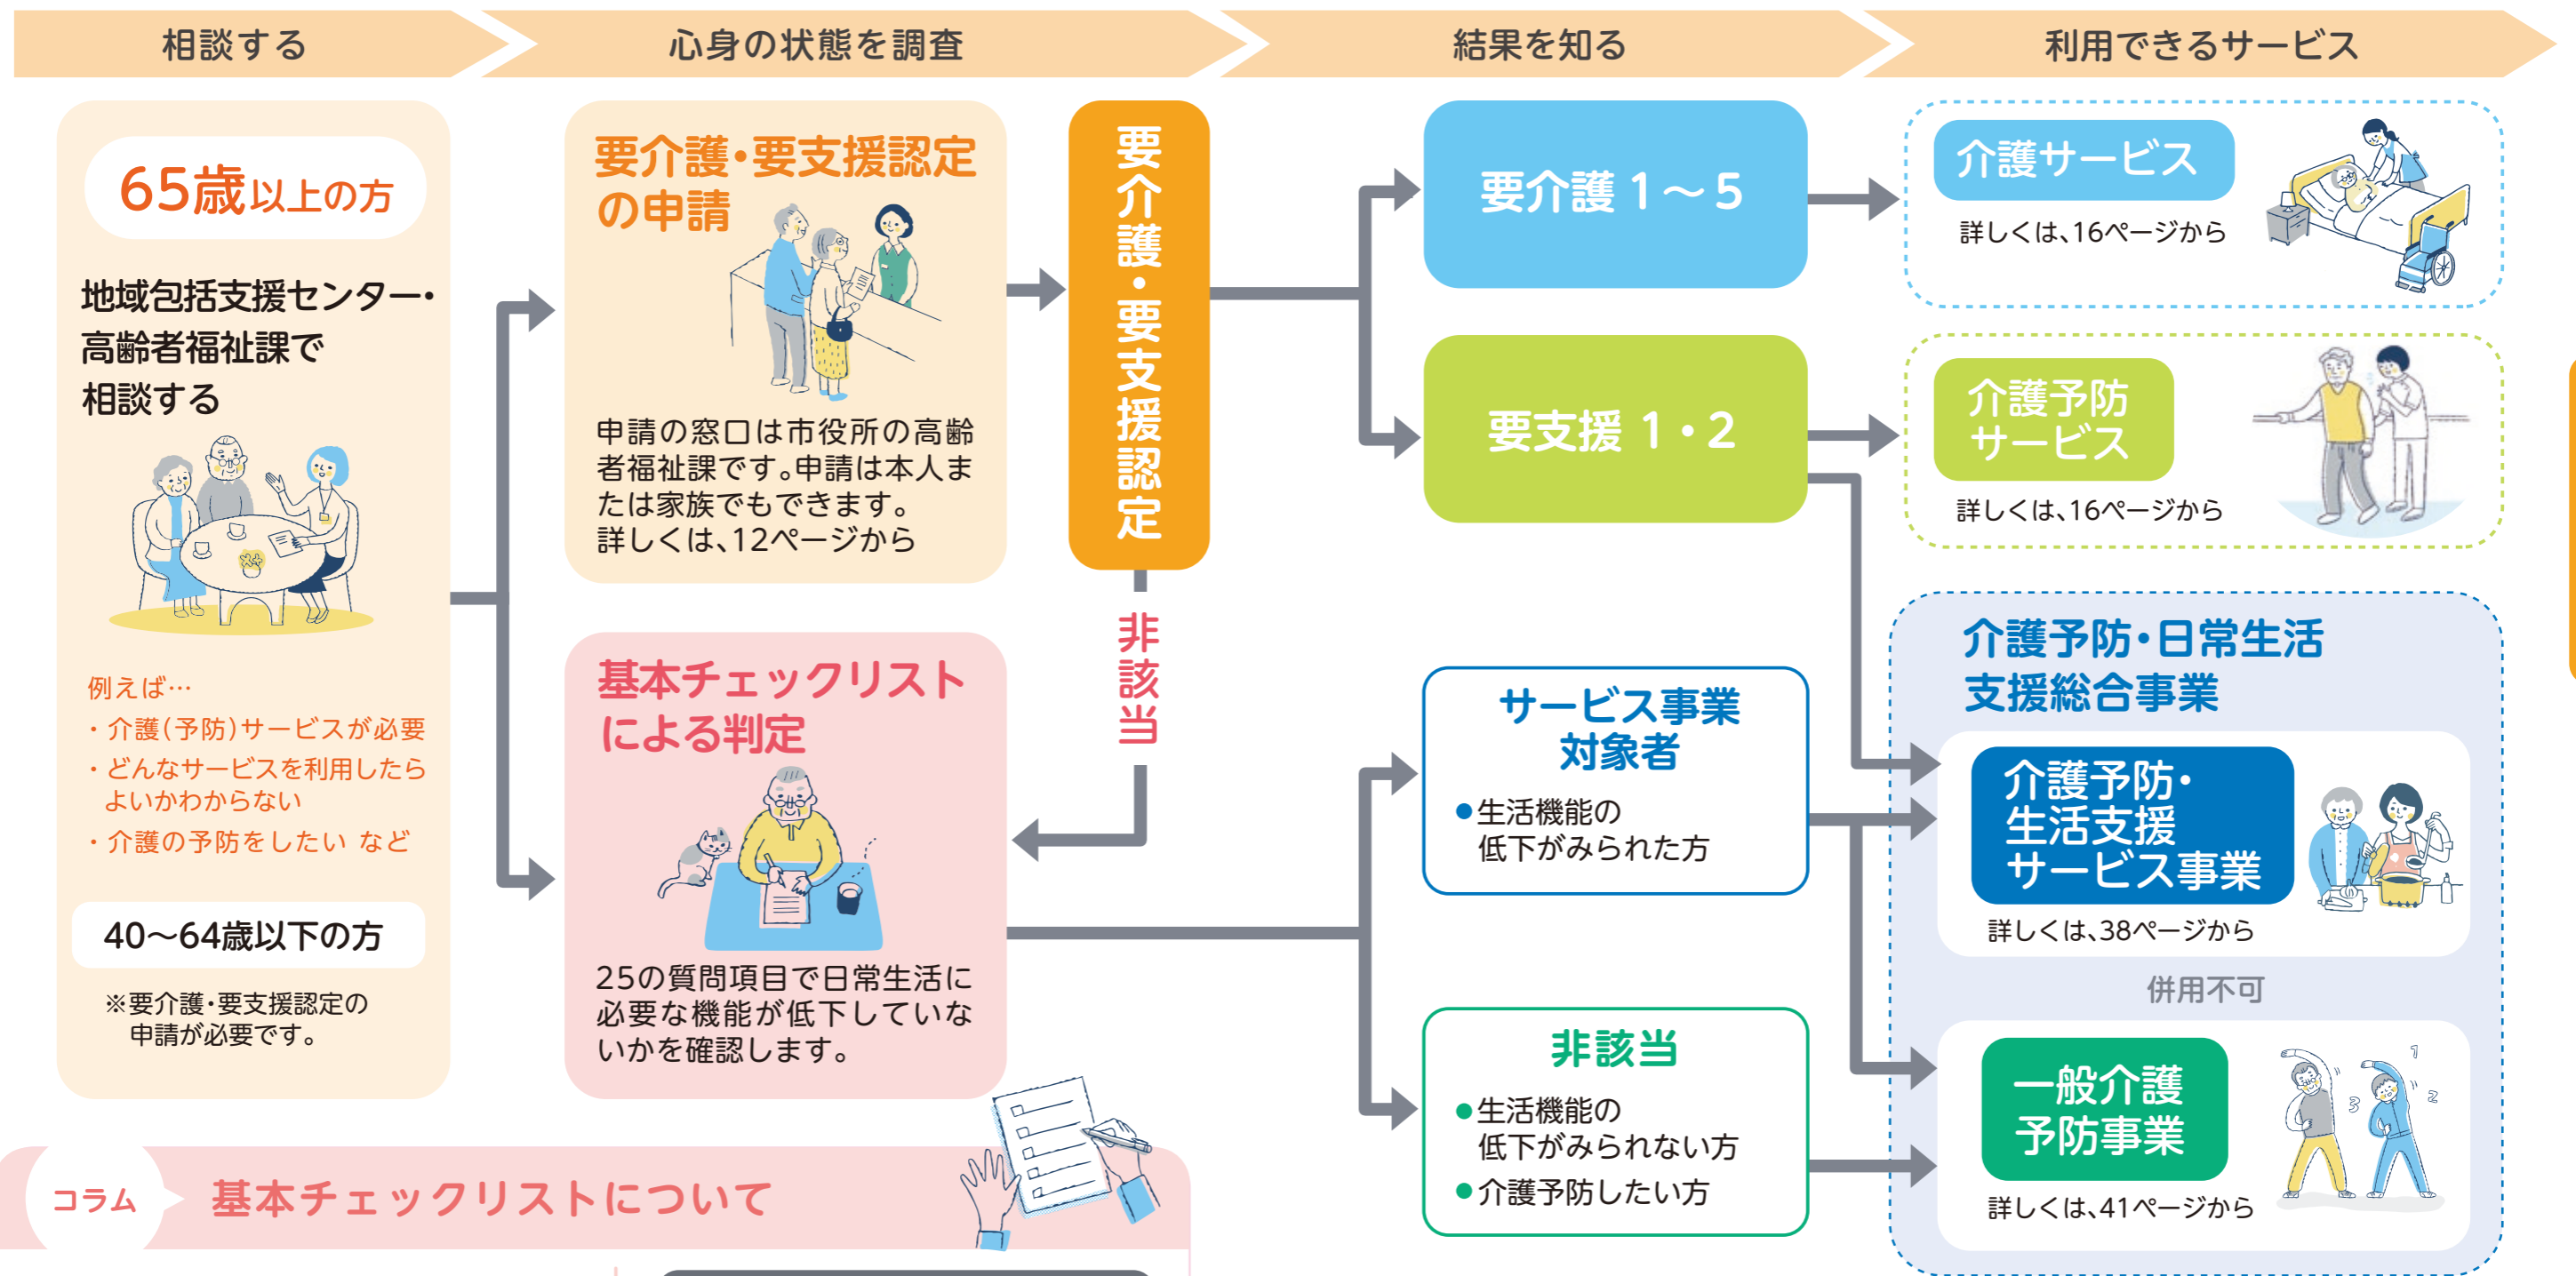 相談する
心身の状態を調査
結果を知る
利用できるサービス
65歳以上の方
地域包括支援センター・
高齢者福祉課で
相談する
例えば…
・介護(予防)サービスが必要
・どんなサービスを利用したら
よいかわからない
・介護の予防をしたい など
40〜64歳以下の方
※要介護・要支援認定の
申請が必要です。
要介護・要支援認定
の申請
申請の窓口は市役所の高齢
者福祉課です。申請は本人ま
たは家族でもできます。
詳しくは、12ページから
基本チェックリスト
による判定
25の質問項目で日常生活に
必要な機能が低下していな
いかを確認します。
要介護・要支援認定
非該当
要介護 1〜5
要支援 1・2
サービス事業
対象者
●生活機能の
低下がみられた方
非該当
●生活機能の
低下がみられない方
●介護予防したい方
介護サービス
詳しくは、16ページから
介護予防
サービス
詳しくは、16ページから
介護予防・日常生活
支援総合事業
介護予防・
生活支援
サービス事業
詳しくは、38ページから
併用不可
一般介護
予防事業
1
2
3
詳しくは、41ページから
コラム
基本チェックリストについて